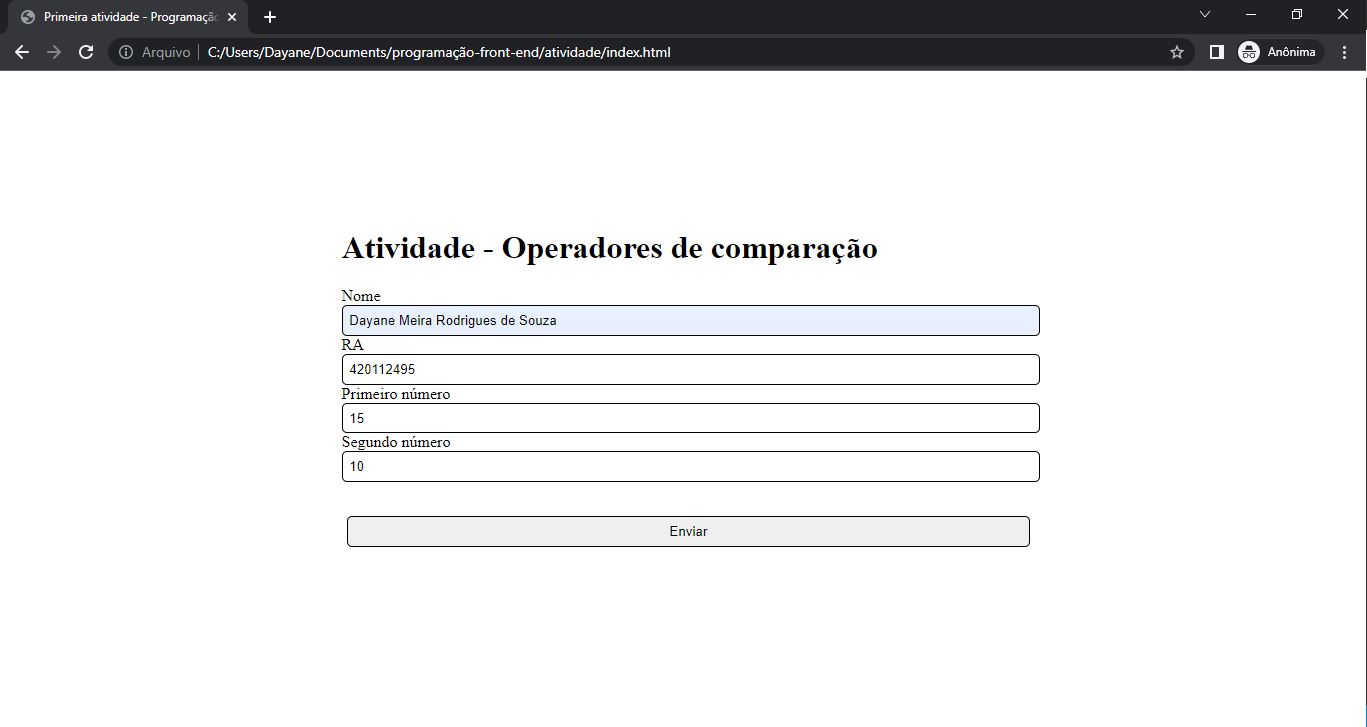 Primeira atividade - Programação
Arquivo
C:/Users/Dayane/Documents/programação-front-end/atividade/index.html
Anônima
Atividade - Operadores de comparação
Nome
Dayane Meira Rodrigues de Souza
RA
420112495
Primeiro número
15
Segundo número
10
Enviar